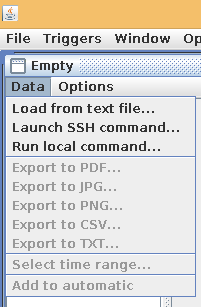 File Triggers Window Op
Empty
Data Options
Load from text file...
Launch SSH command...
Run local command...
Export to PDF...
Export to JPG...
Export to PNG...
Export to CSV...
Export to TXT...
Select time range...
Add to automatic